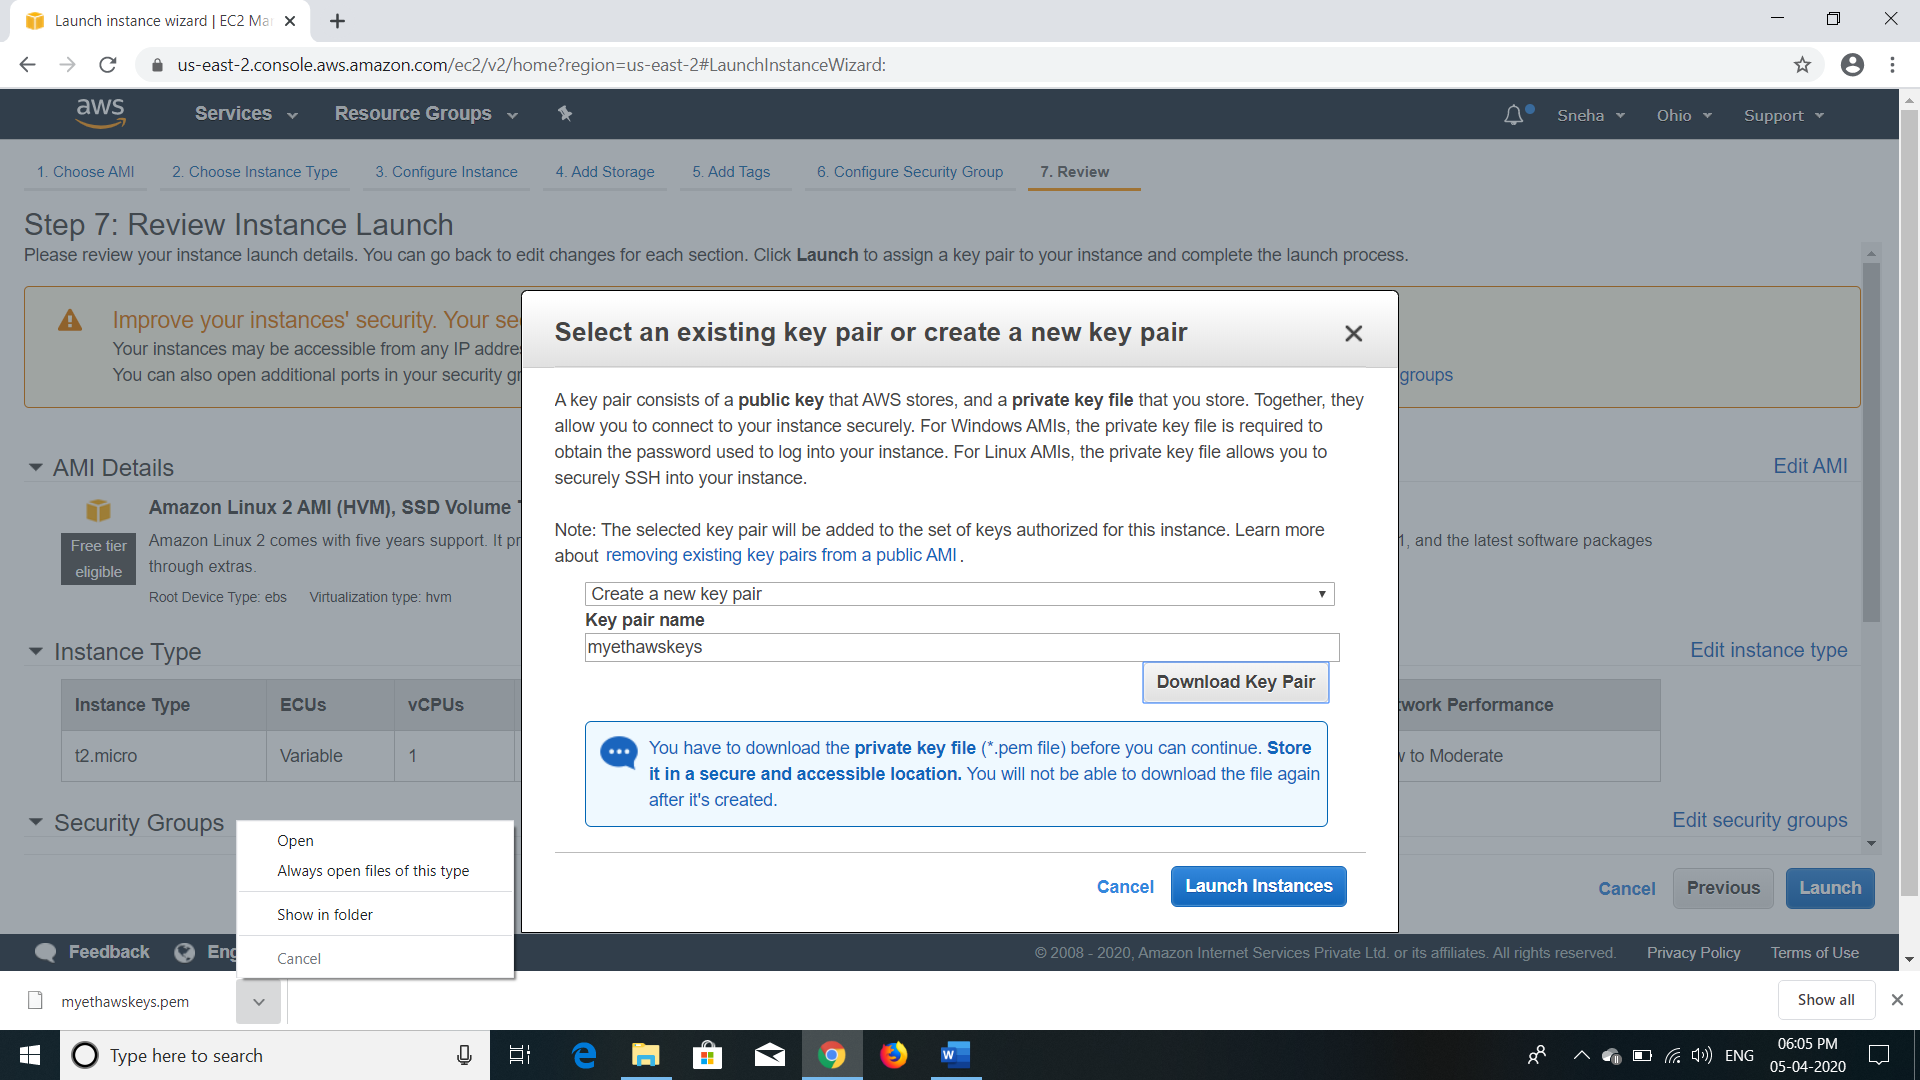 Launch instance wizard | EC2 Mar
us-east-2.console.aws.amazon.com/ec2/v2/home?region=us-east-2#LaunchInstanceWizard:
aws
Services
Resource Groups
Sneha
Ohio
Support
1. Choose AMI
2. Choose Instance Type
3. Configure Instance
4. Add Storage
5. Add Tags
6. Configure Security Group
7. Review
Step 7: Review Instance Launch
Please review your instance launch details. You can go back to edit changes for each section. Click Launch to assign a key pair to your instance and complete the launch process.
Improve your instances' security. Your se
Your instances may be accessible from any IP addre
You can also open additional ports in your security gr
groups
AMI Details
Edit AMI
Amazon Linux 2 AMI (HVM), SSD Volume
Free tier
eligible
Amazon Linux 2 comes with five years support. It pr
1, and the latest software packages
through extras.
Root Device Type: ebs
Virtualization type: hvm
Instance Type
Edit instance type
Instance Type
ECUs
vCPUs
work Performance
t2.micro
Variable
1
to Moderate
Security Groups
Edit security groups
Cancel
Previous
Launch
Select an existing key pair or create a new key pair
A key pair consists of a public key that AWS stores, and a private key file that you store. Together, they
allow you to connect to your instance securely. For Windows AMIs, the private key file is required to
obtain the password used to log into your instance. For Linux AMIs, the private key file allows you to
securely SSH into your instance.
Note: The selected key pair will be added to the set of keys authorized for this instance. Learn more
about removing existing key pairs from a public AMI .
Create a new key pair
Key pair name
myethawskeys
Download Key Pair
You have to download the private key file (*.pem file) before you can continue. Store
it in a secure and accessible location. You will not be able to download the file again
after it's created.
Cancel
Launch Instances
Open
Always open files of this type
Show in folder
Cancel
Feedback
Eng
© 2008 - 2020, Amazon Internet Services Private Ltd. or its affiliates. All rights reserved.
Privacy Policy
Terms of Use
myethawskeys.pem
Show all
Type here to search
ENG
06:05 PM
05-04-2020